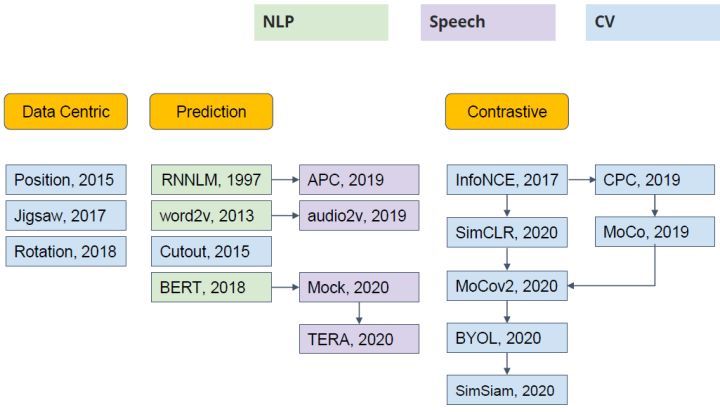 NLP
Speech
CV
Data Centric
Prediction
Contrastive
Position, 2015
RNNLM, 1997
APC, 2019
InfoNCE, 2017
CPC, 2019
Jigsaw, 2017
word2v, 2013
audio2v, 2019
SimCLR, 2020
MoCo, 2019
Rotation, 2018
Cutout, 2015
BERT, 2018
Mock, 2020
MoCov2, 2020
TERA, 2020
BYOL, 2020
SimSiam, 2020